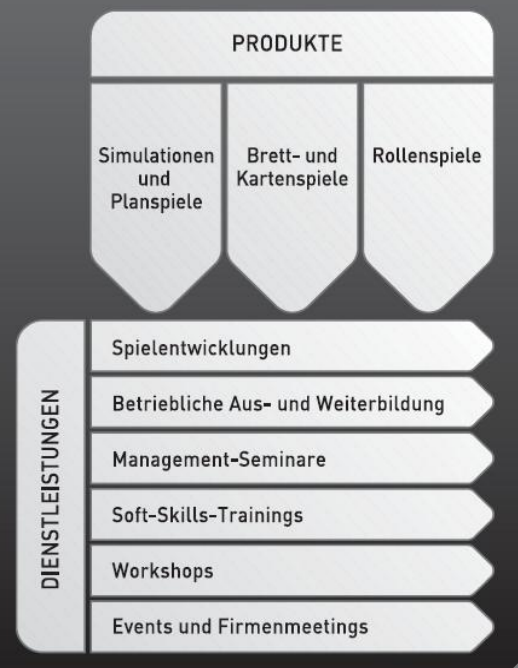 PRODUKTE
Simulationen
und
Planspiele
Brett- und
Kartenspiele
Rollenspiele
DIENSTLEISTUNGEN
Spielentwicklungen
Betriebliche Aus- und Weiterbildung
Management-Seminare
Soft-Skills-Trainings
Workshops
Events und Firmenmeetings